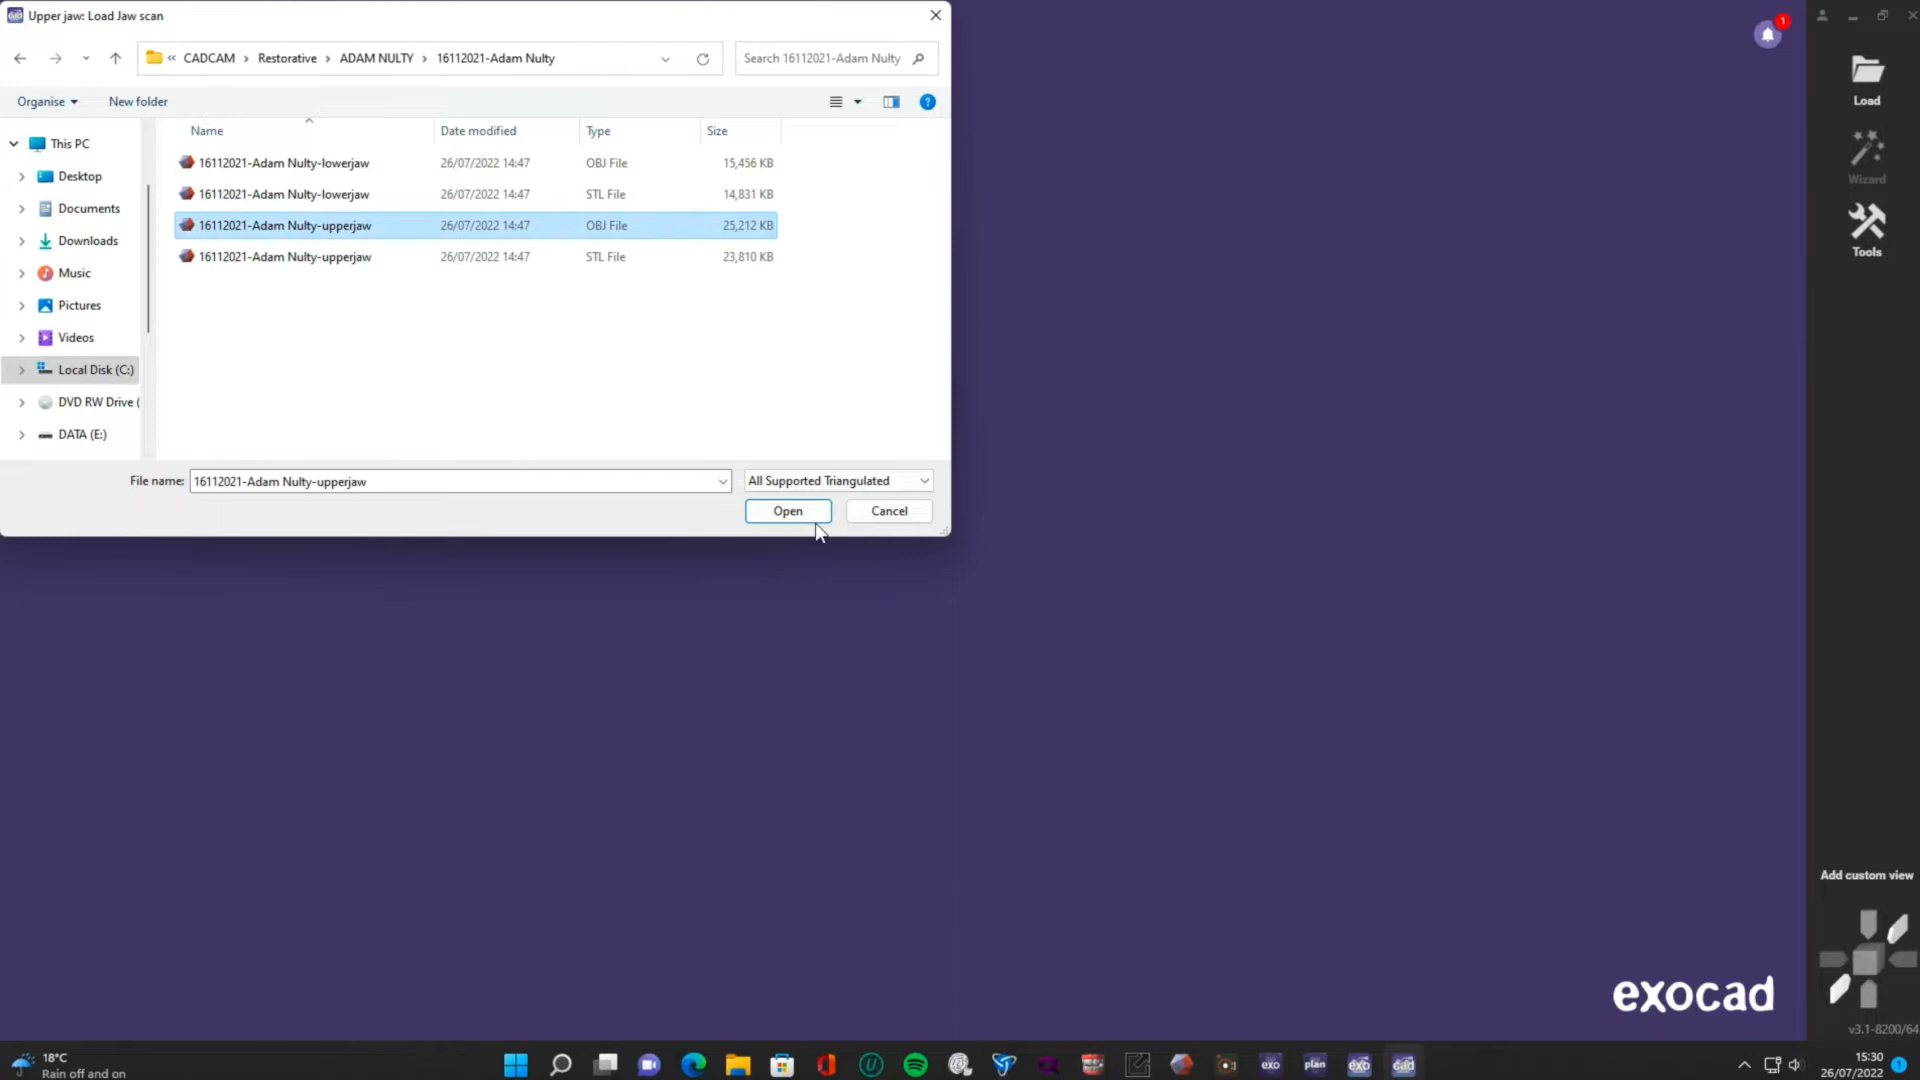 Upper jaw: Load Jaw scan
« CADCAM › Restorative › ADAM NULTY › 16112021-Adam Nulty
Search 16112021-Adam Nulty
1
Organise
New folder
?
Load
Wizard
Tools
Name Date modified Type Size
This PC
Desktop
Documents
Downloads
Music
Pictures
Videos
Local Disk (C:)
DVD RW Drive (
DATA (E:)
16112021-Adam Nulty-lowerjaw 26/07/2022 14:47 OBJ File 15,456 KB
16112021-Adam Nulty-lowerjaw 26/07/2022 14:47 STL File 14,831 KB
16112021-Adam Nulty-upperjaw 26/07/2022 14:47 OBJ File 25,212 KB
16112021-Adam Nulty-upperjaw 26/07/2022 14:47 STL File 23,810 KB
File name: 16112021-Adam Nulty-upperjaw
All Supported Triangulated
Open
Cancel
Add custom view
exocad
v3.1-8200/64
18°C
Rain off and on
exo
plan
exo
cad
15:30
26/07/2022
1